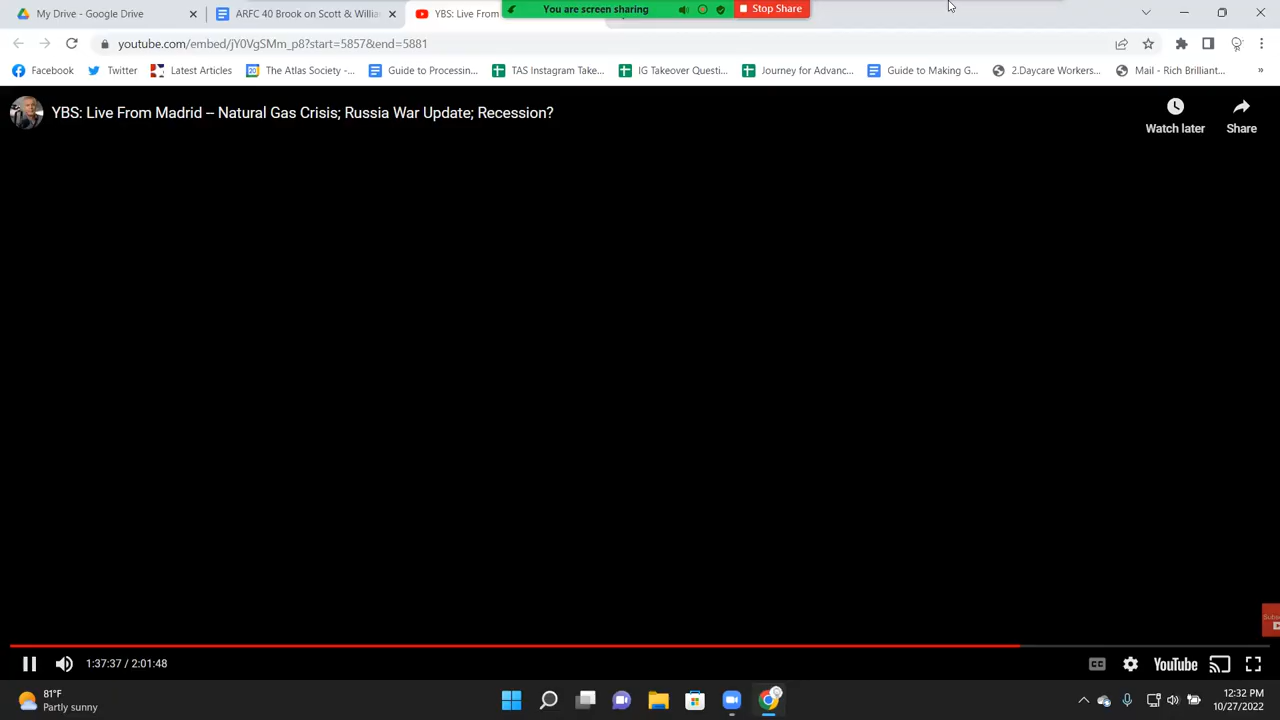 You are screen sharing
Stop Share
My Drive - Google Drive
ARFC 40 Brook on Scott & Willia
YBS: Live From
youtube.com/embed/jY0VgSMm_p8?start=5857&end=5881
Facebook
Twitter
Latest Articles
The Atlas Society -...
Guide to Processin...
TAS Instagram Take...
IG Takeover Questi...
Journey for Advanc...
Guide to Making G...
2.Daycare Workers...
Mail - Rich Brilliant...
»
YBS: Live From Madrid -- Natural Gas Crisis; Russia War Update; Recession?
Watch later
Share
1:37:37 / 2:01:48
CC
YouTube
81°F
Partly sunny
12:32 PM
10/27/2022